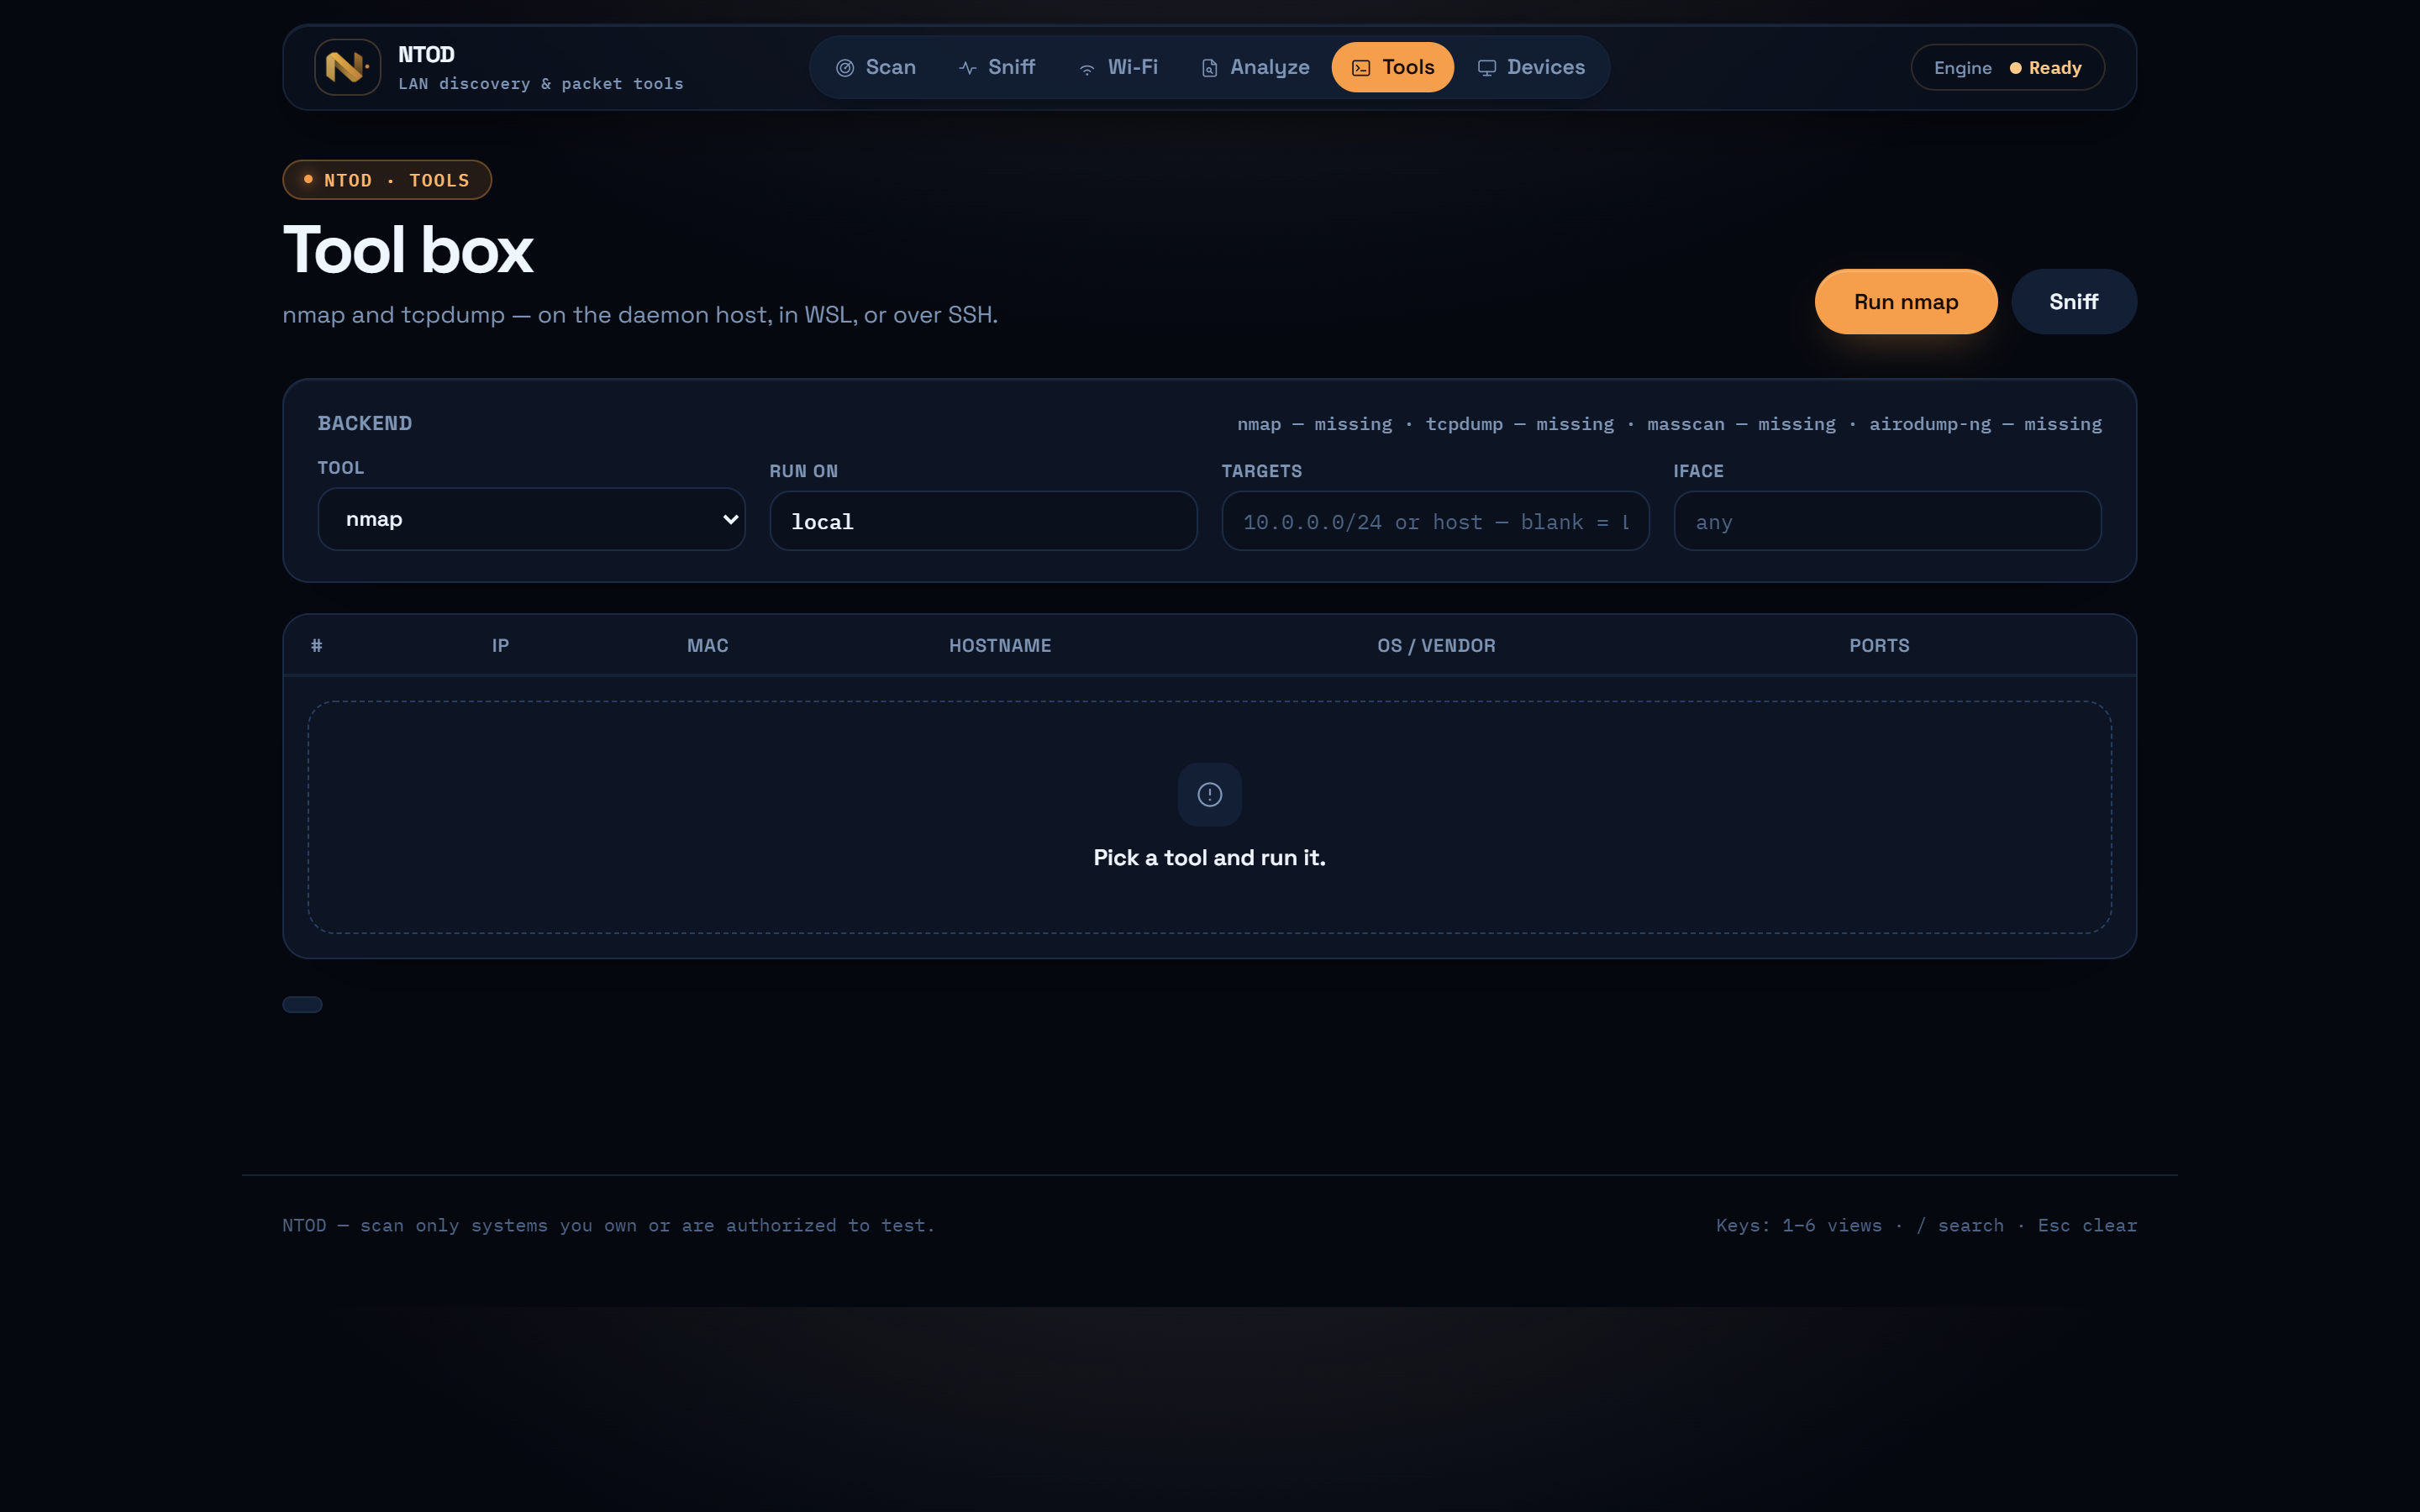 NTOD
LAN discovery & packet tools
Scan
Sniff
Wi-Fi
Analyze
Tools
Devices
Engine
Ready
NTOD · TOOLS
Tool box
nmap and tcpdump — on the daemon host, in WSL, or over SSH.
Run nmap
Sniff
BACKEND
nmap — missing · tcpdump — missing · masscan — missing · airodump-ng — missing
TOOL
RUN ON
TARGETS
IFACE
nmap
local
10.0.0.0/24 or host — blank =
any
# IP MAC HOSTNAME OS / VENDOR PORTS
Pick a tool and run it.
NTOD — scan only systems you own or are authorized to test.
Keys: 1–6 views · / search · Esc clear